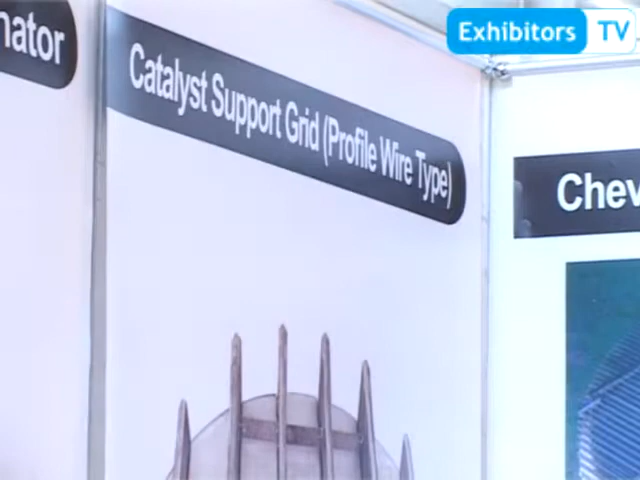 Exhibitors TV
nator
Catalyst Support Grid (Profile Wire Type)
Chev